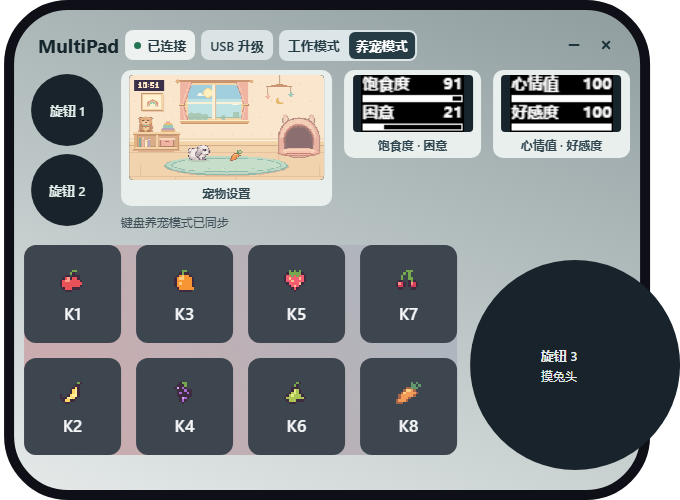 MultiPad
已连接
USB 升级
工作模式
养宠模式
旋钮 1
旋钮 2
10:51
宠物设置
饱食度 91
困意 21
饱食度 · 困意
心情值 100
好感度 100
心情值 · 好感度
键盘养宠模式已同步
K1
K3
K5
K7
K2
K4
K6
K8
旋钮 3
摸兔头